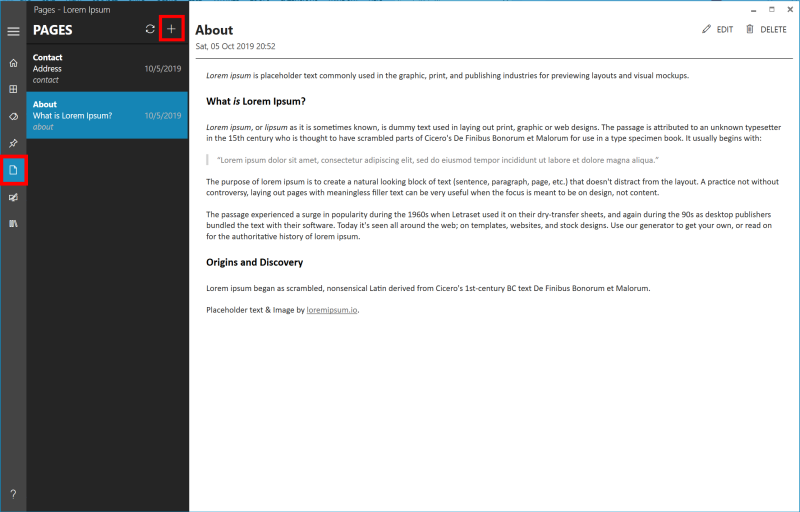 Pages - Lorem Ipsum
PAGES
Contact
Address 10/5/2019
contact
About
What is Lorem Ipsum? 10/5/2019
about
?
About
EDIT DELETE
Sat, 05 Oct 2019 20:52
Lorem ipsum is placeholder text commonly used in the graphic, print, and publishing industries for previewing layouts and visual mockups.
What is Lorem Ipsum?
Lorem ipsum, or lipsum as it is sometimes known, is dummy text used in laying out print, graphic or web designs. The passage is attributed to an unknown typesetter
in the 15th century who is thought to have scrambled parts of Cicero's De Finibus Bonorum et Malorum for use in a type specimen book. It usually begins with:
“Lorem ipsum dolor sit amet, consectetur adipiscing elit, sed do eiusmod tempor incididunt ut labore et dolore magna aliqua.”
The purpose of lorem ipsum is to create a natural looking block of text (sentence, paragraph, page, etc.) that doesn't distract from the layout. A practice not without
controversy, laying out pages with meaningless filler text can be very useful when the focus is meant to be on design, not content.
The passage experienced a surge in popularity during the 1960s when Letraset used it on their dry-transfer sheets, and again during the 90s as desktop publishers
bundled the text with their software. Today it's seen all around the web; on templates, websites, and stock designs. Use our generator to get your own, or read on
for the authoritative history of lorem ipsum.
Origins and Discovery
Lorem ipsum began as scrambled, nonsensical Latin derived from Cicero's 1st-century BC text De Finibus Bonorum et Malorum.
Placeholder text & Image by loremipsum.io.